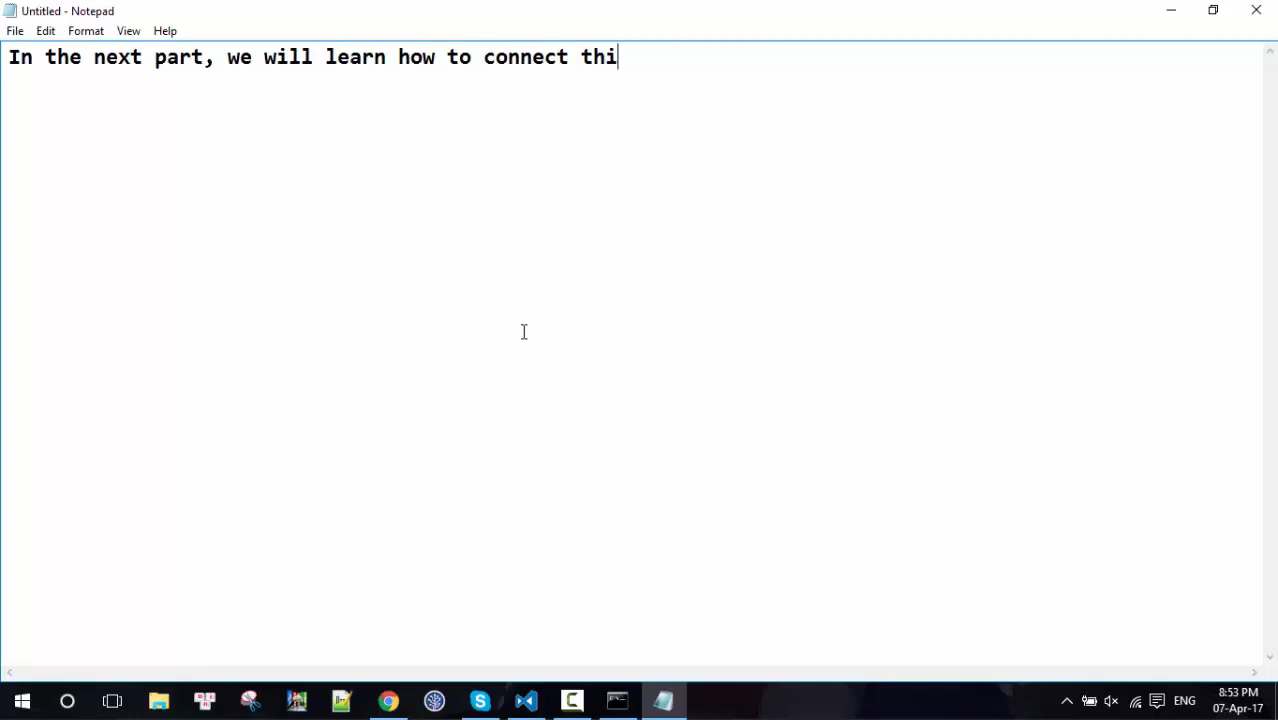 Untitled - Notepad
File Edit Format View Help
In the next part, we will learn how to connect thi
ENG
8:53 PM
07-Apr-17